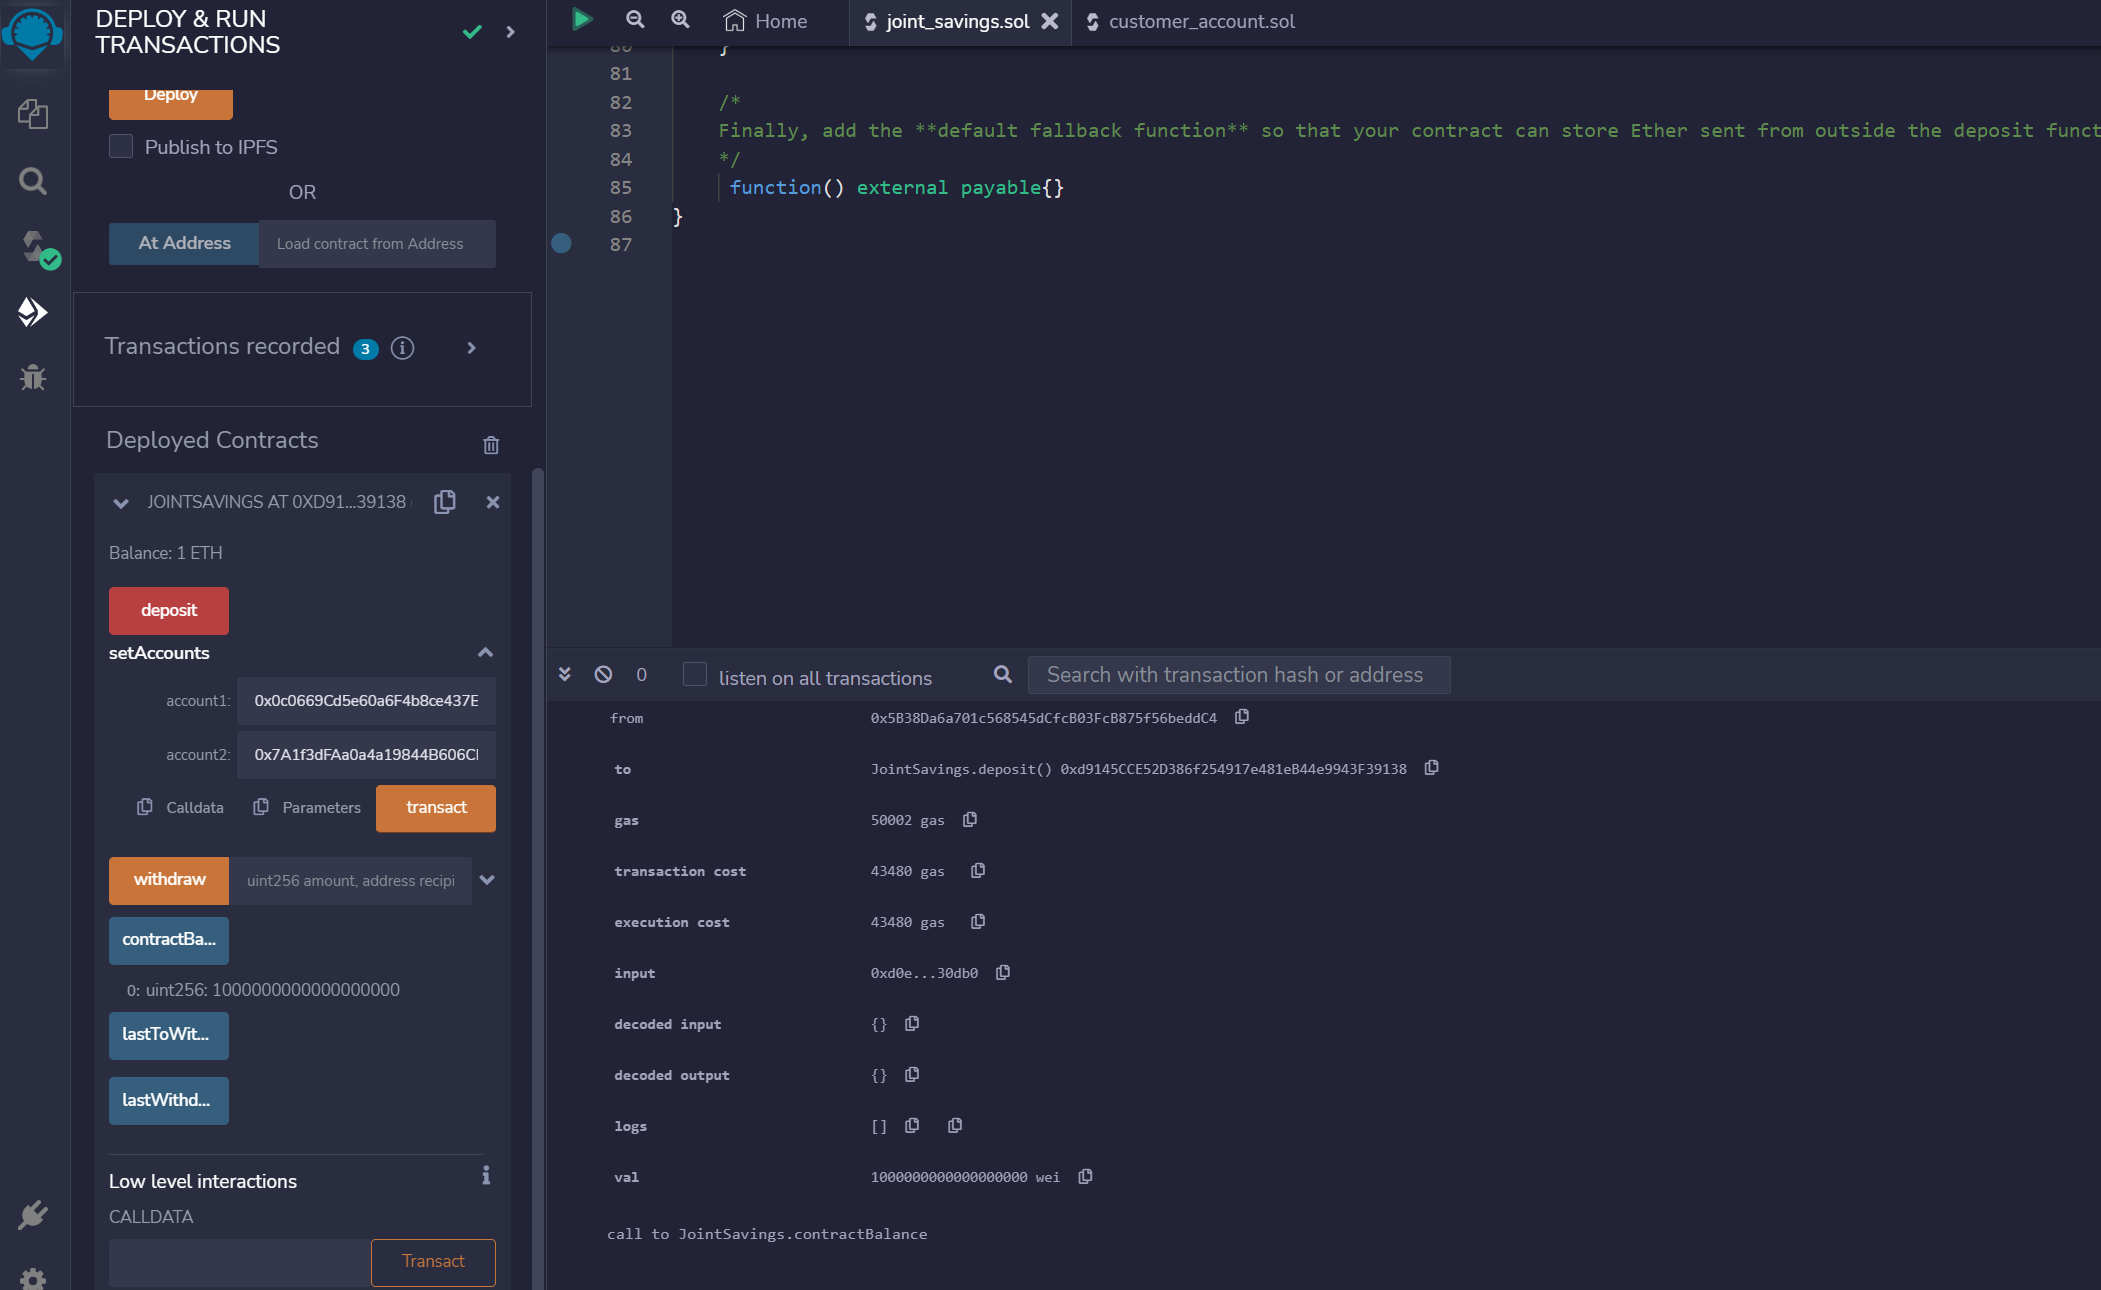 DEPLOY & RUN
TRANSACTIONS
Deploy
Publish to IPFS
OR
At Address
Load contract from Address
Transactions recorded 3
Deployed Contracts
JOINTSAVINGS AT 0XD91...39138 (
Balance: 1 ETH
deposit
setAccounts
account1: 0x0c0669Cd5e60a6F4b8ce437E
account2: 0x7A1f3dFAa0a4a19844B606C
Calldata Parameters transact
withdraw uint256 amount, address recipi
contractBa...
0: uint256: 1000000000000000000
lastToWit...
lastWithd...
Low level interactions
CALLDATA
Transact
Home joint_savings.sol customer_account.sol
80 }
81
82 /*
83 Finally, add the **default fallback function** so that your contract can store Ether sent from outside the deposit funct
84 */
85 function() external payable{}
86 }
87
0 listen on all transactions Search with transaction hash or address
from 0x5B38Da6a701c568545dCfcB03FcB875f56beddC4
to JointSavings.deposit() 0xd9145CCE52D386f254917e481eB44e9943F39138
gas 50002 gas
transaction cost 43480 gas
execution cost 43480 gas
input 0xd0e...30db0
decoded input {}
decoded output {}
logs []
val 1000000000000000000 wei
call to JointSavings.contractBalance